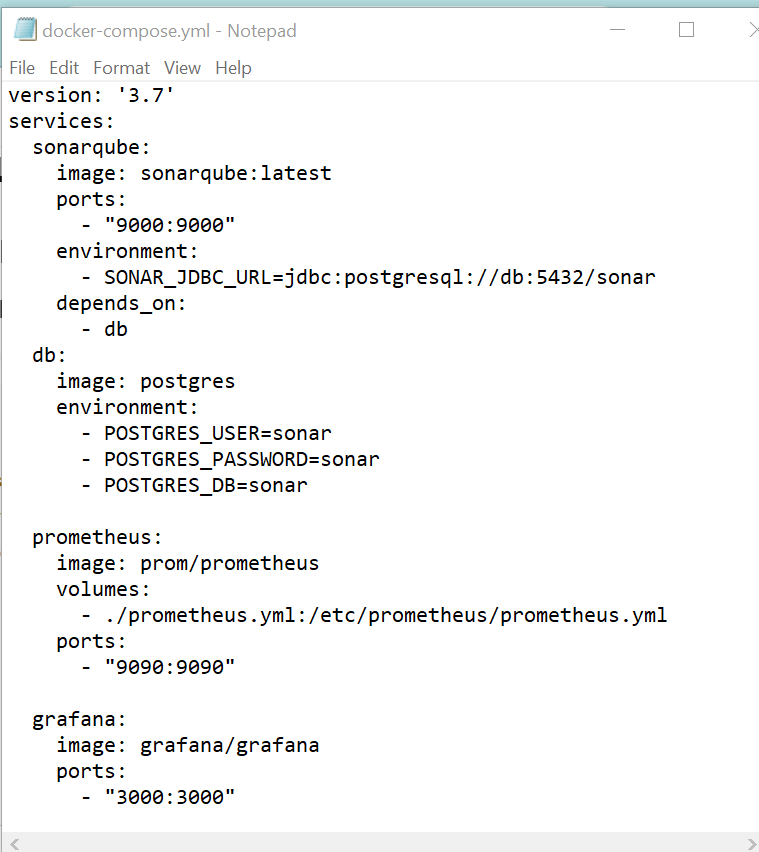 docker-compose.yml - Notepad
File Edit Format View Help
version: '3.7'
services:
  sonarqube:
    image: sonarqube:latest
    ports:
      - "9000:9000"
    environment:
      - SONAR_JDBC_URL=jdbc:postgresql://db:5432/sonar
    depends_on:
      - db
  db:
    image: postgres
    environment:
      - POSTGRES_USER=sonar
      - POSTGRES_PASSWORD=sonar
      - POSTGRES_DB=sonar

  prometheus:
    image: prom/prometheus
    volumes:
      - ./prometheus.yml:/etc/prometheus/prometheus.yml
    ports:
      - "9090:9090"

  grafana:
    image: grafana/grafana
    ports:
      - "3000:3000"